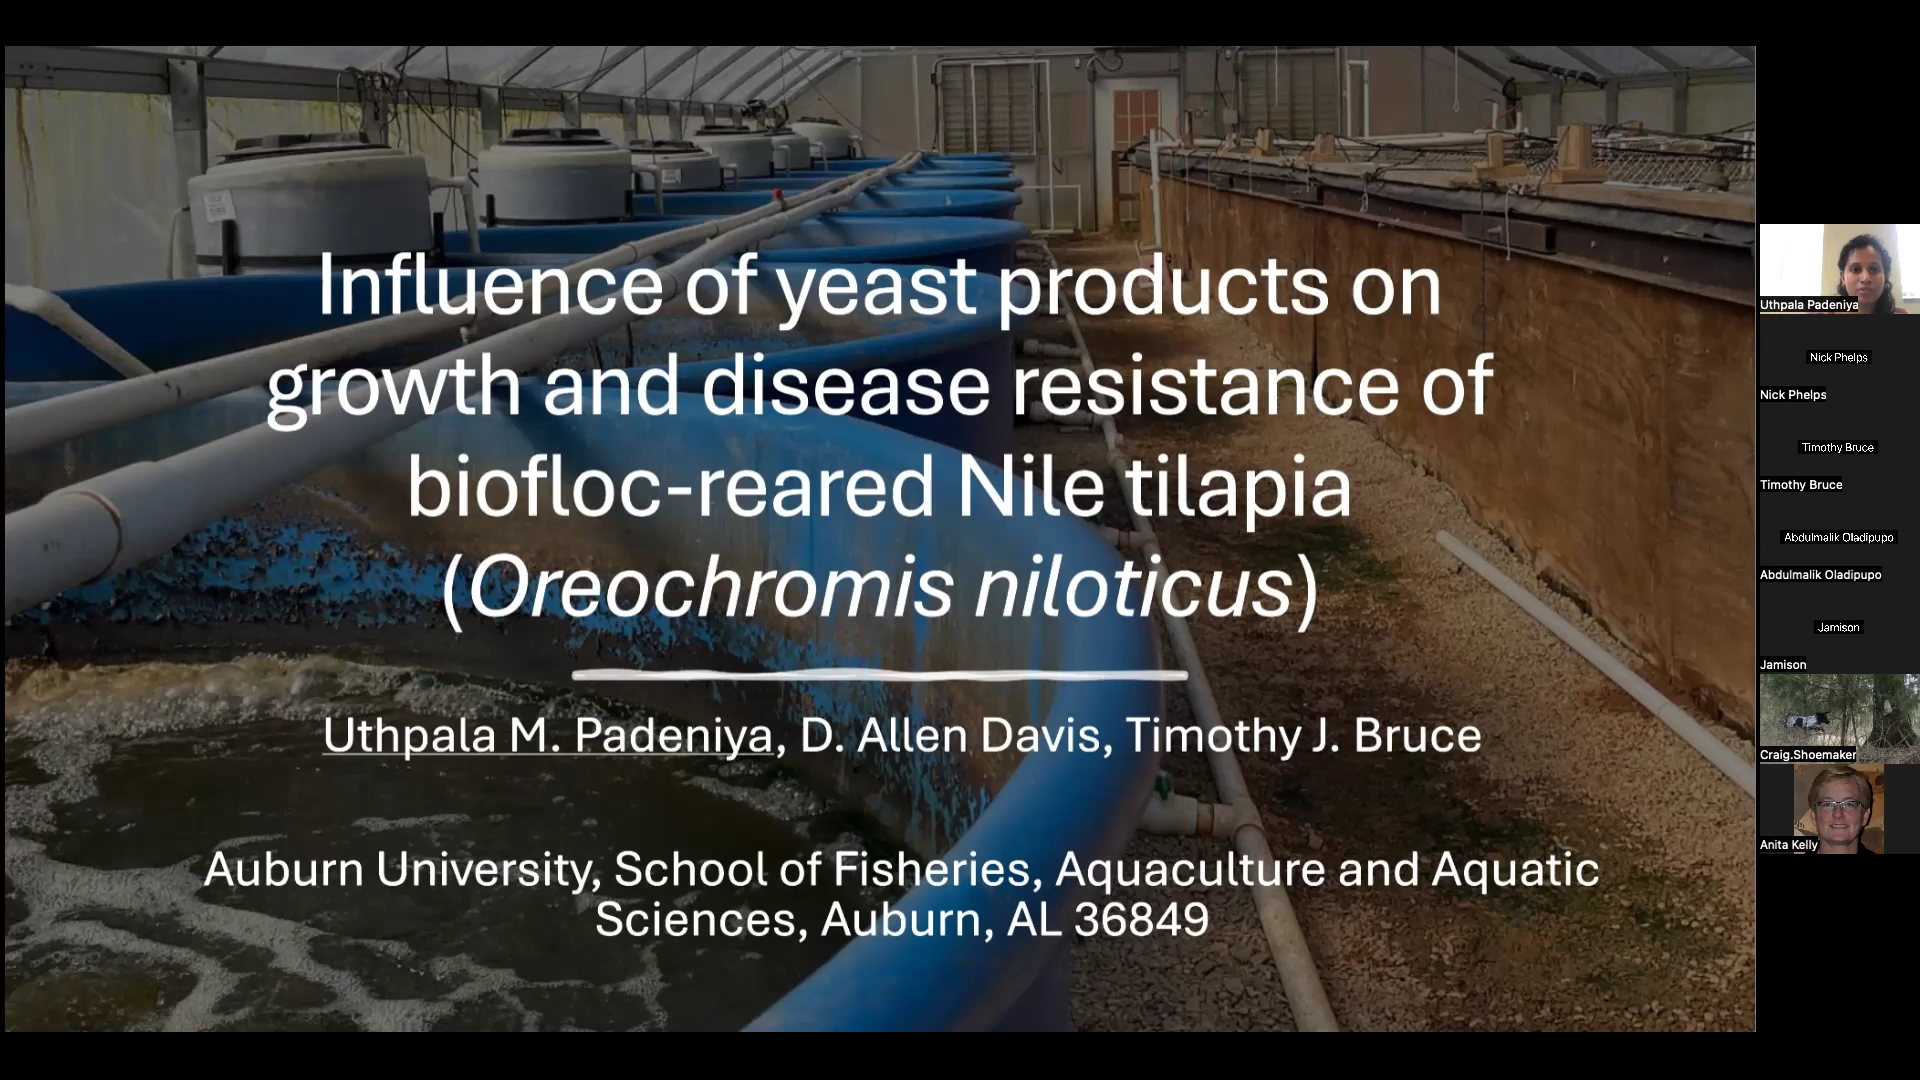 Influence of yeast products on
growth and disease resistance of
biofloc-reared Nile tilapia
(Oreochromis niloticus)
Uthpala M. Padeniya, D. Allen Davis, Timothy J. Bruce
Auburn University, School of Fisheries, Aquaculture and Aquatic
Sciences, Auburn, AL 36849
Uthpala Padeniya
Nick Phelps
Nick Phelps
Timothy Bruce
Timothy Bruce
Abdulmalik Oladipupo
Abdulmalik Oladipupo
Jamison
Jamison
Craig.Shoemaker
Anita Kelly